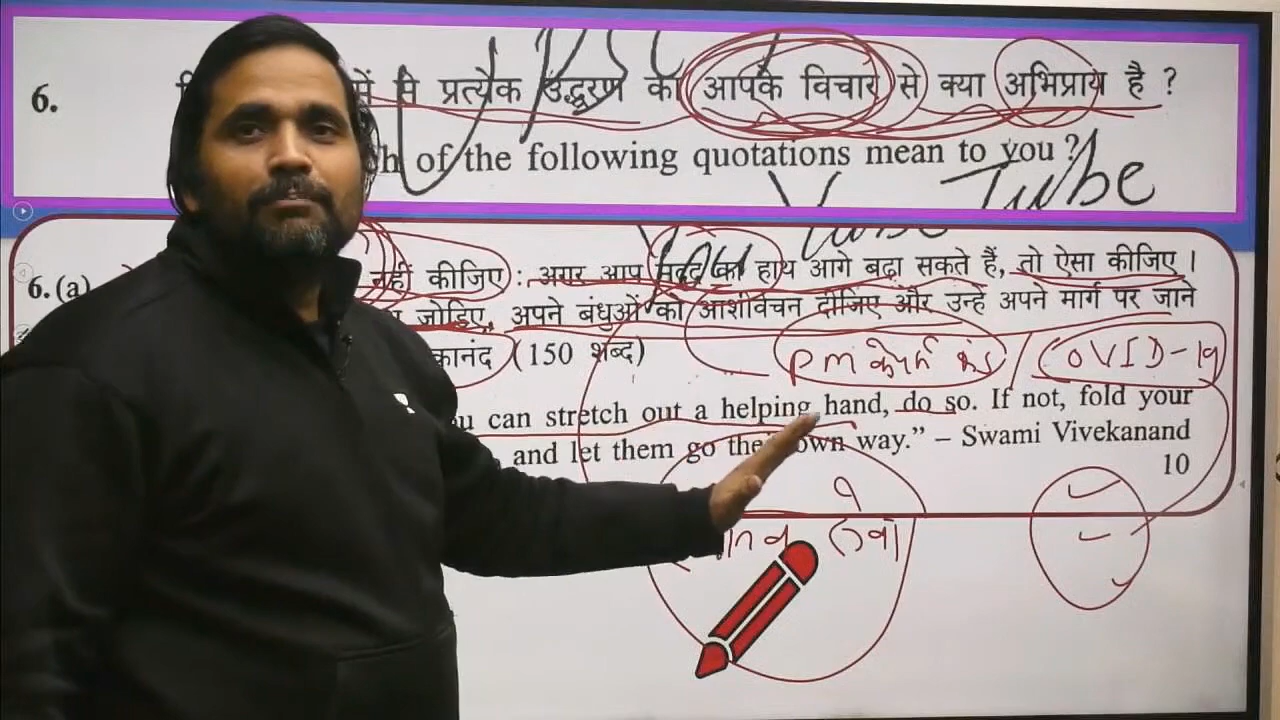 6. में से प्रत्येक उद्धरण का आपके विचार से क्या अभिप्राय है ?
of the following quotations mean to you ?
You Tube
6.(a) नहीं कीजिए : अगर आप मदद का हाथ आगे बढ़ा सकते हैं, तो ऐसा कीजिए ।
जोड़िए, अपने बंधुओं को आशीर्वचन दीजिए और उन्हें अपने मार्ग पर जाने
(150 शब्द)
PM केयर्स फंड / COVID-19
can stretch out a helping hand, do so. If not, fold your
and let them go their own way.” – Swami Vivekanand
10
सेवा